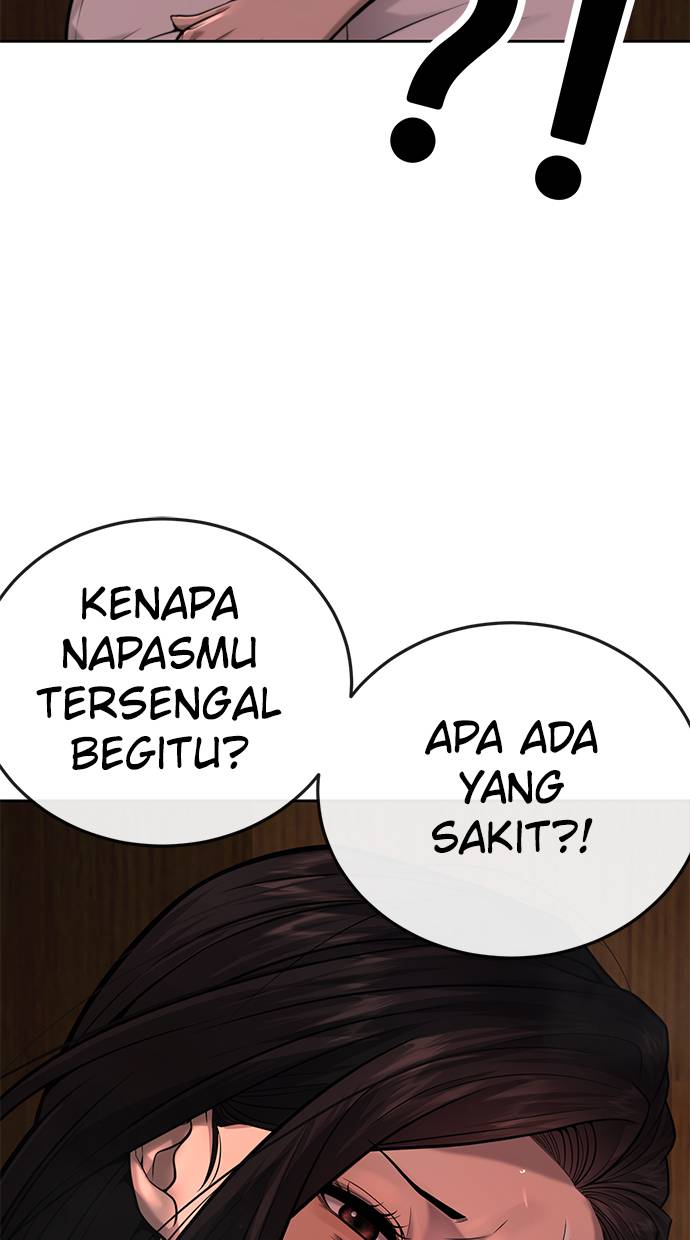 ?!
KENAPA
NAPASMU
TERSENGAL
BEGITU?
APA ADA
YANG
SAKIT?!